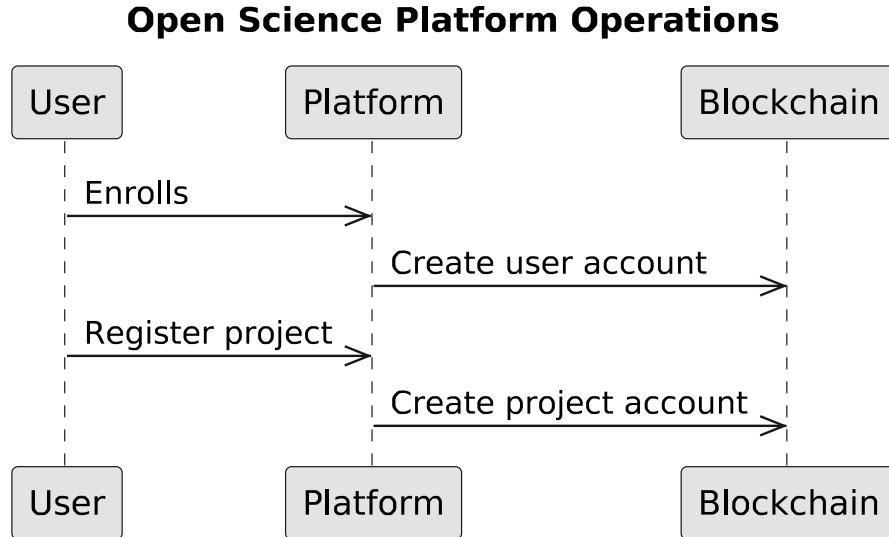 Open Science Platform Operations
User
Platform
Blockchain
Enrolls
Create user account
Register project
Create project account
User
Platform
Blockchain